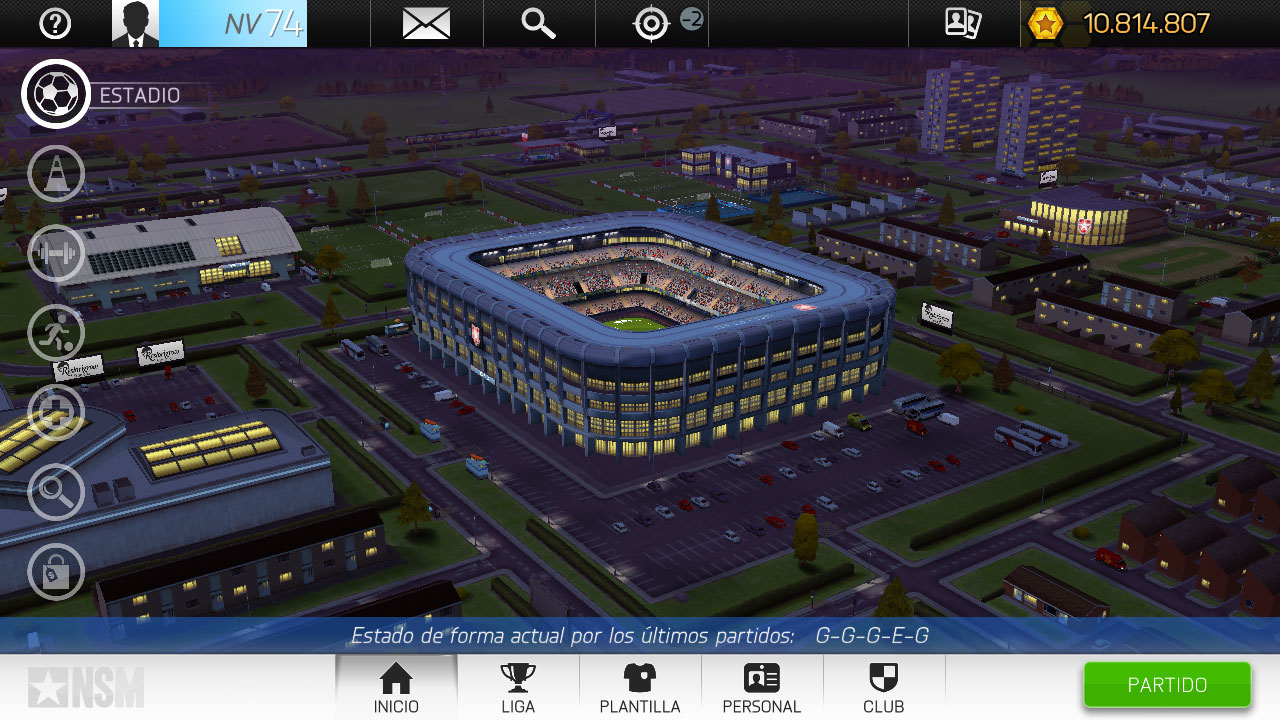 ?
NV 74
-2
10.814.807
ESTADIO
Estado de forma actual por los últimos partidos: G-G-G-E-G
NSM
INICIO
LIGA
PLANTILLA
PERSONAL
CLUB
PARTIDO